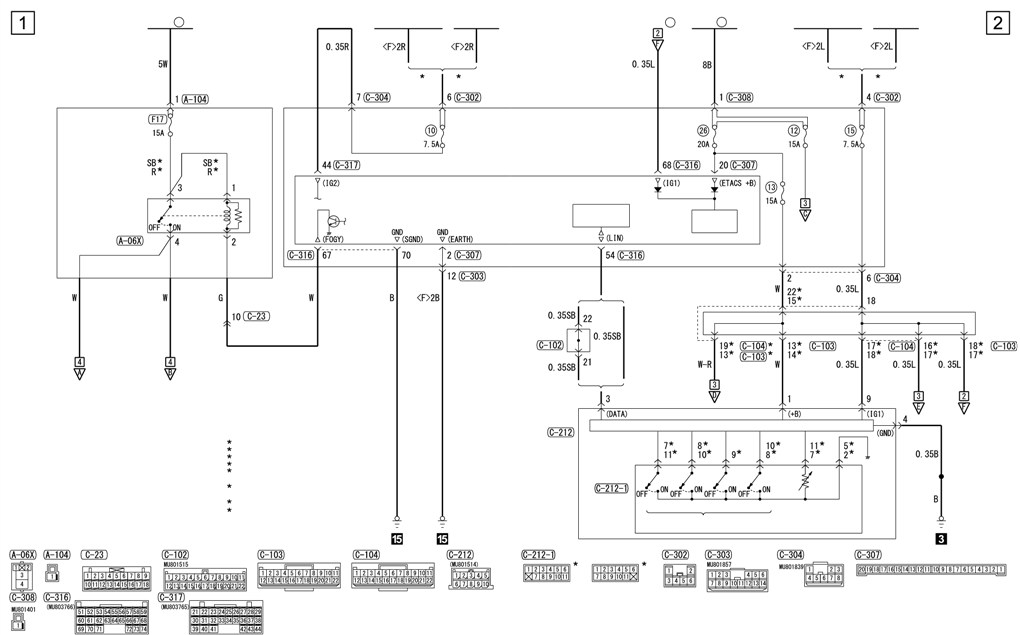 1
2
<F>2R <F>2R
2
F
<F>2L <F>2L
0.35R
0.35L
5W
* *
8B
* *
1 A-104
7 C-304
6 C-302
1 C-308
4 C-302
F17
15A
10
7.5A
26
20A
12
15A
15
7.5A
SB* SB*
R* R*
44 C-317
68 C-316
20 C-307
3 1
(IG2)
(IG1)
(ETACS +B)
13
15A
3
C
OFF ON
GND GND
A-06X
4 2
(FOGY)
(SGND)
(EARTH)
(LIN)
C-316 67
70
2 C-307
54 C-316
12 C-303
2
6 C-304
W W G W B <F>2B
W
22*
15*
0.35L
18
10 C-23
0.35SB
22
0.35SB
C-102
21
0.35SB
19* C-104 *
13* C-103 *
13* C-103
14*
17* C-104
18*
16*
17*
18* C-103
17*
W-R
W
0.35L
0.35L
0.35L
4
A
4
B
3
D
3
E
2
F
3
1
9
(DATA)
(+B)
(IG1)
4
C-212
(GND)
7*
11*
8*
10*
9*
10*
8*
11*
7*
5*
2*
0.35B
C-212-1
OFF ON OFF ON OFF ON OFF ON
B
*
*
*
*
*
* *
* *
15
15
3
A-06X
A-104
C-23
C-102
MU801515
C-103
C-104
C-212
(MU801514)
C-212-1
* *
C-302
C-303
MU801857
C-304
MU801839
C-307
C-308
MU801401
C-316
(MU803766)
C-317
(MU803765)